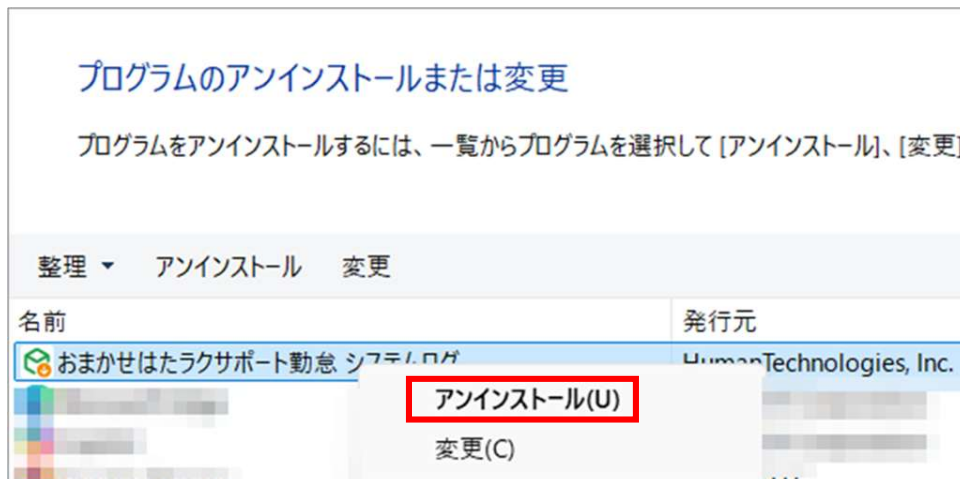 プログラムのアンインストールまたは変更
プログラムをアンインストールするには、一覧からプログラムを選択して [アンインストール]、[変更]
整理 アンインストール 変更
名前 発行元
おまかせはたラクサポート勤怠 システムログ HumanTechnologies, Inc.
アンインストール(U)
変更(C)